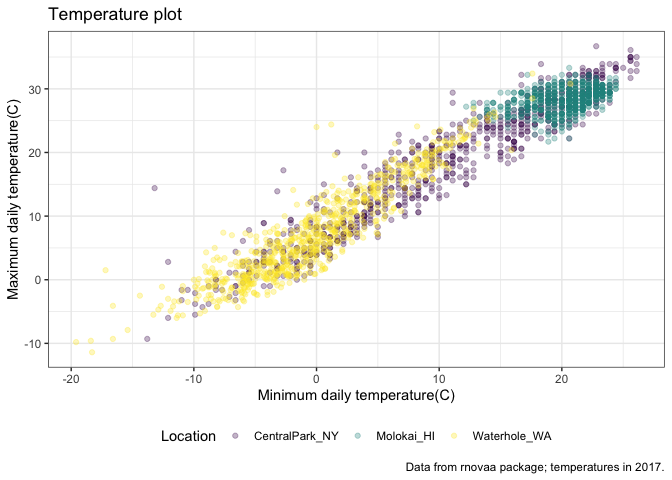 Temperature plot
Maximum daily temperature(C)
30
20
10
0
-10
-20
-10
0
10
20
Minimum daily temperature(C)
Location
CentralPark_NY
Molokai_HI
Waterhole_WA
Data from rnovaa package; temperatures in 2017.